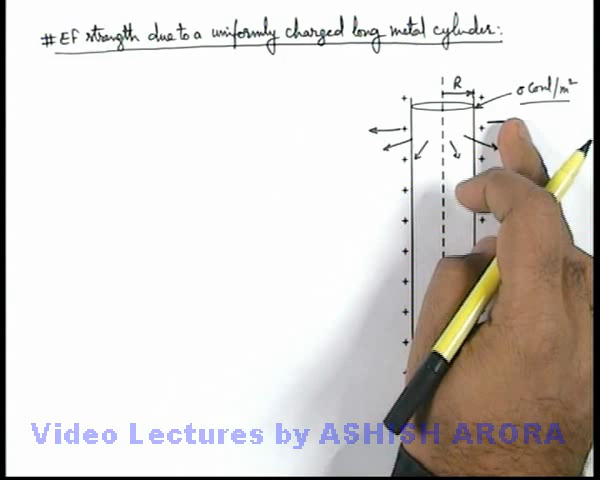 # EF strength due to a uniformly charged long metal cylinder:
R
σ coul/m²
Video Lectures by ASHISH ARORA